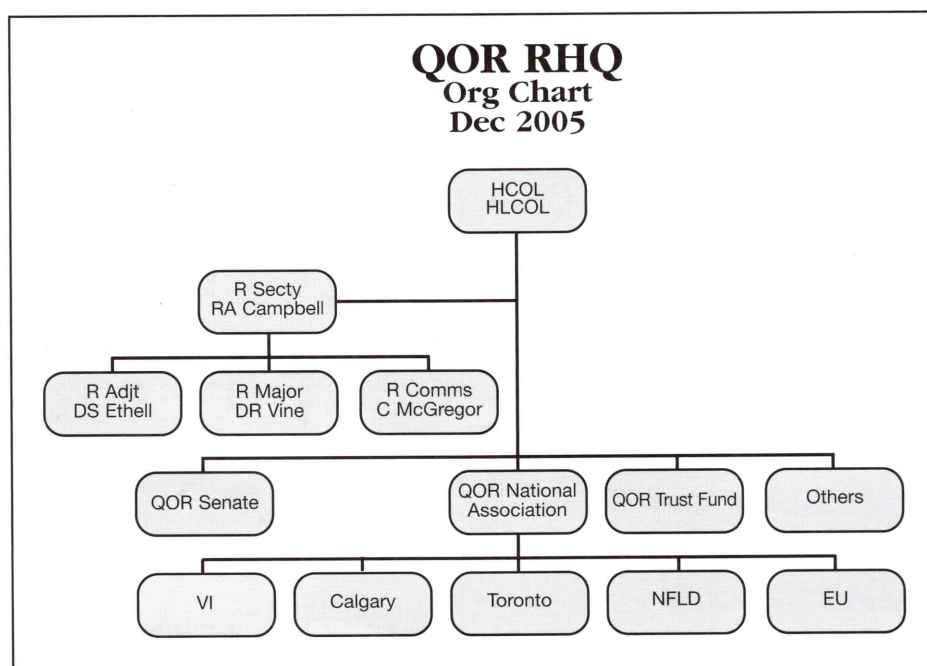 QOR RHQ
Org Chart
Dec 2005
HCOL
HLCOL
R Secty
RA Campbell
R Adjt
DS Ethell
R Major
DR Vine
R Comms
C McGregor
QOR Senate
QOR National
Association
QOR Trust Fund
Others
VI
Calgary
Toronto
NFLD
EU